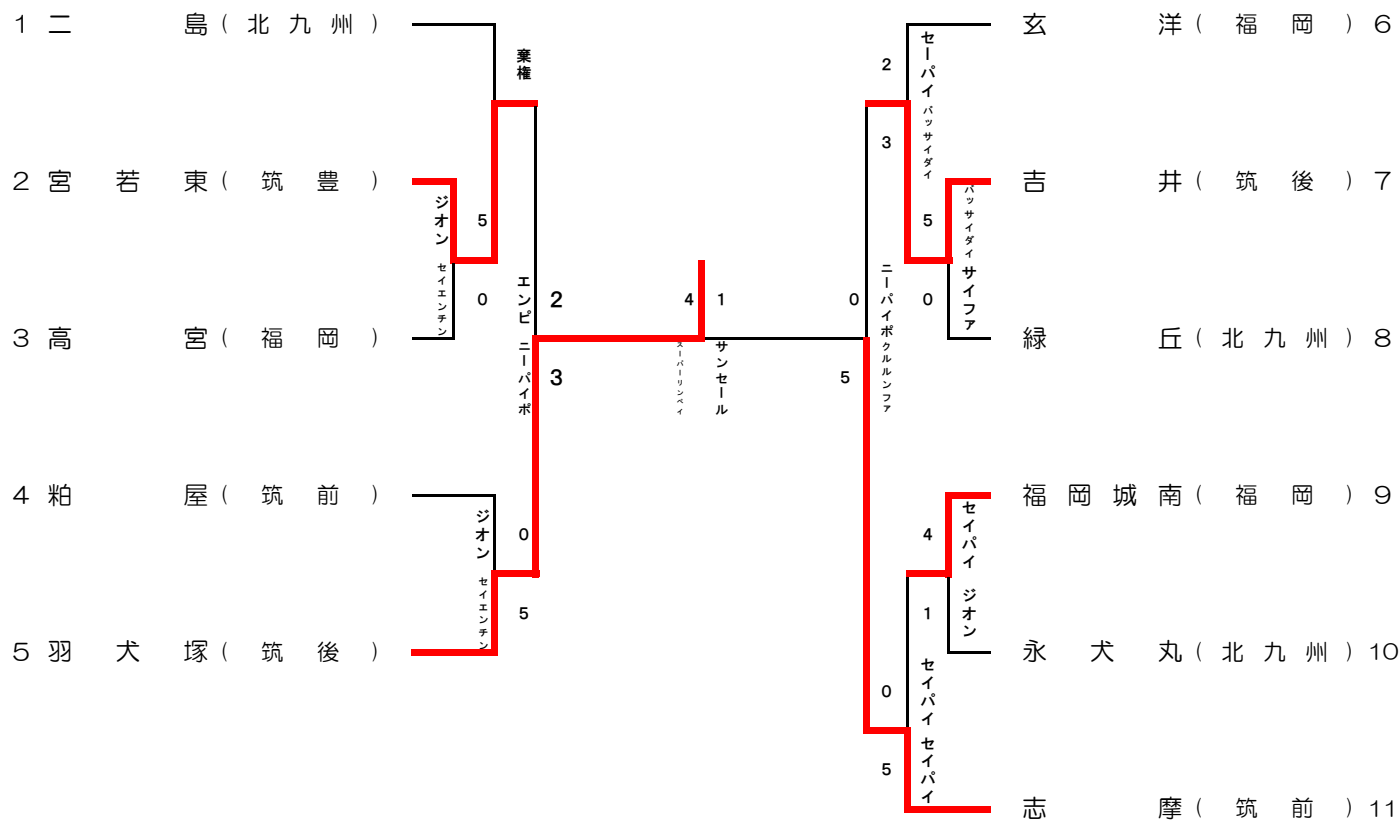 1 二島(北九州)
棄権
2 宮若東(筑豊)
ジオン
5
セイエンチン
0
3 高宮(福岡)
エンピ
2
ニーパイポ
3
4 粕屋(筑前)
ジオン
0
セイエンチン
5
5 羽犬塚(筑後)
4
1
スーパーリンペイ
サンセール
玄洋(福岡)6
2
セーパイ
3
バッサイダイ
吉井(筑後)7
5
バッサイダイ
0
サイファ
緑丘(北九州)8
0
ニーパイポ
5
クルルンファ
福岡城南(福岡)9
4
セイパイ
1
ジオン
永犬丸(北九州)10
0
セイパイ
5
セイパイ
志摩(筑前)11